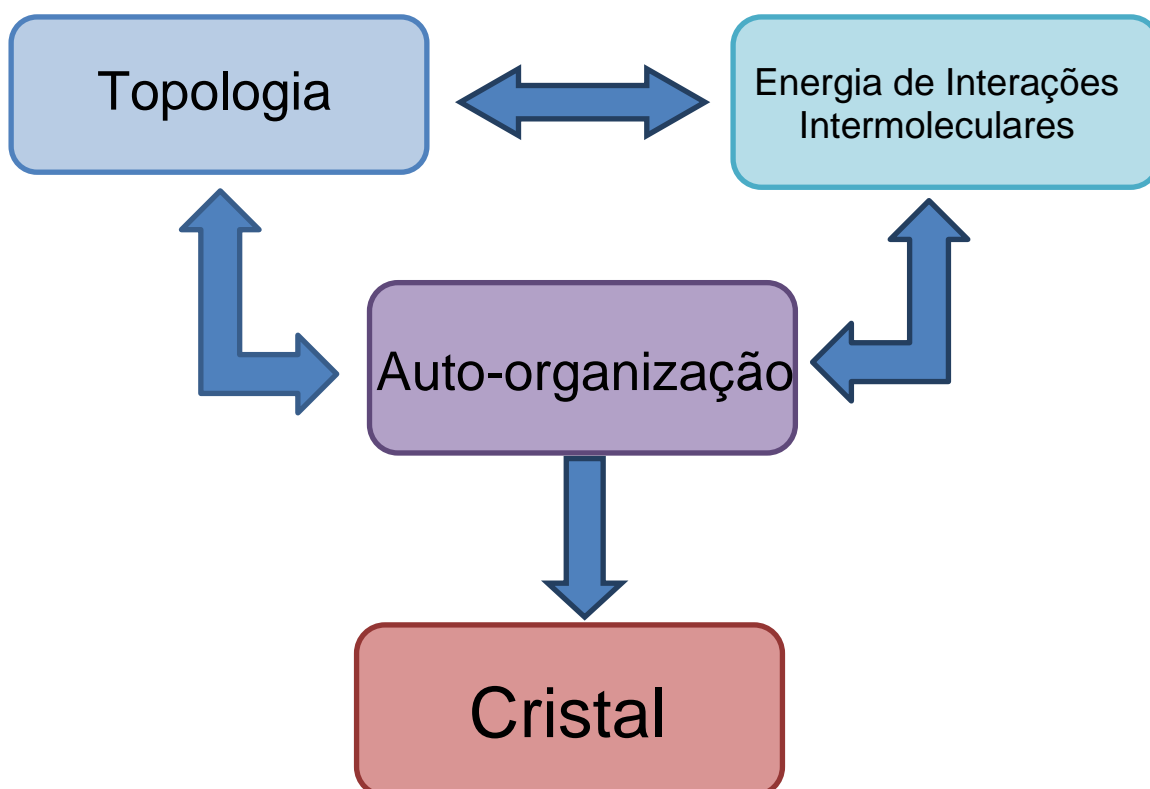 Topologia
Energia de Interações
Intermoleculares
Auto-organização
Cristal